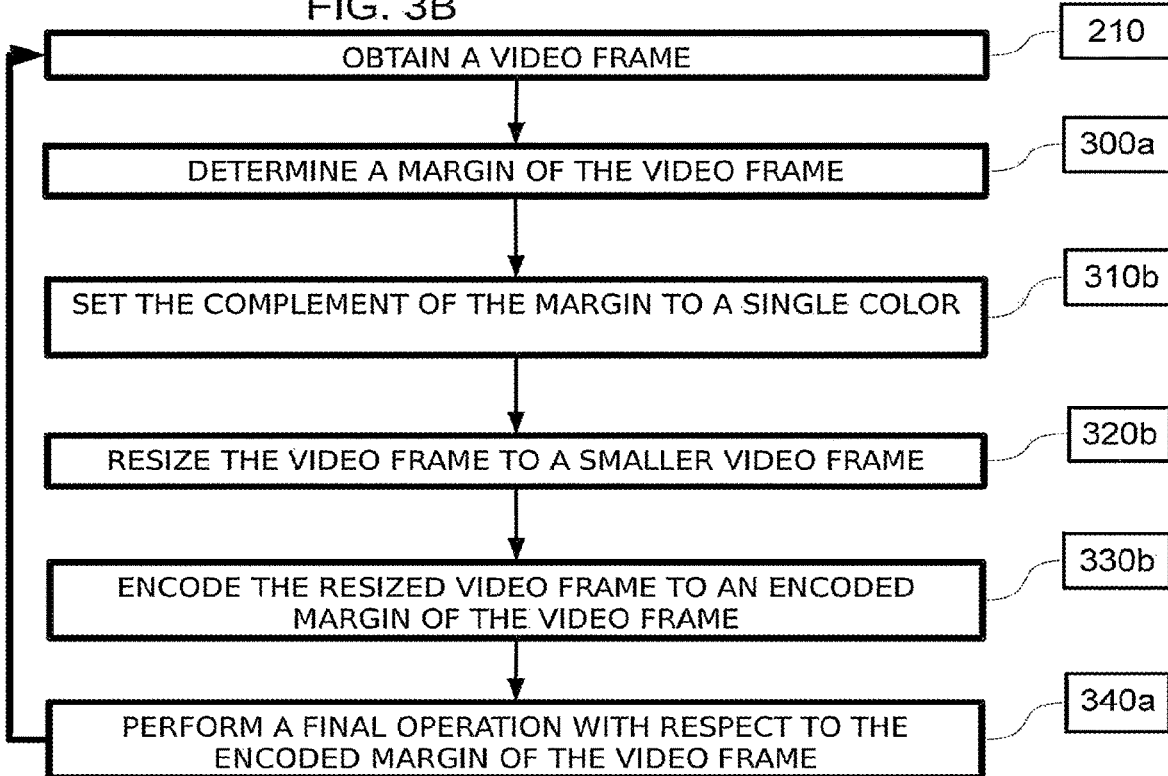 FIG. 3B
OBTAIN A VIDEO FRAME
210
DETERMINE A MARGIN OF THE VIDEO FRAME
300a
SET THE COMPLEMENT OF THE MARGIN TO A SINGLE COLOR
310b
RESIZE THE VIDEO FRAME TO A SMALLER VIDEO FRAME
320b
ENCODE THE RESIZED VIDEO FRAME TO AN ENCODED
MARGIN OF THE VIDEO FRAME
330b
PERFORM A FINAL OPERATION WITH RESPECT TO THE
ENCODED MARGIN OF THE VIDEO FRAME
340a